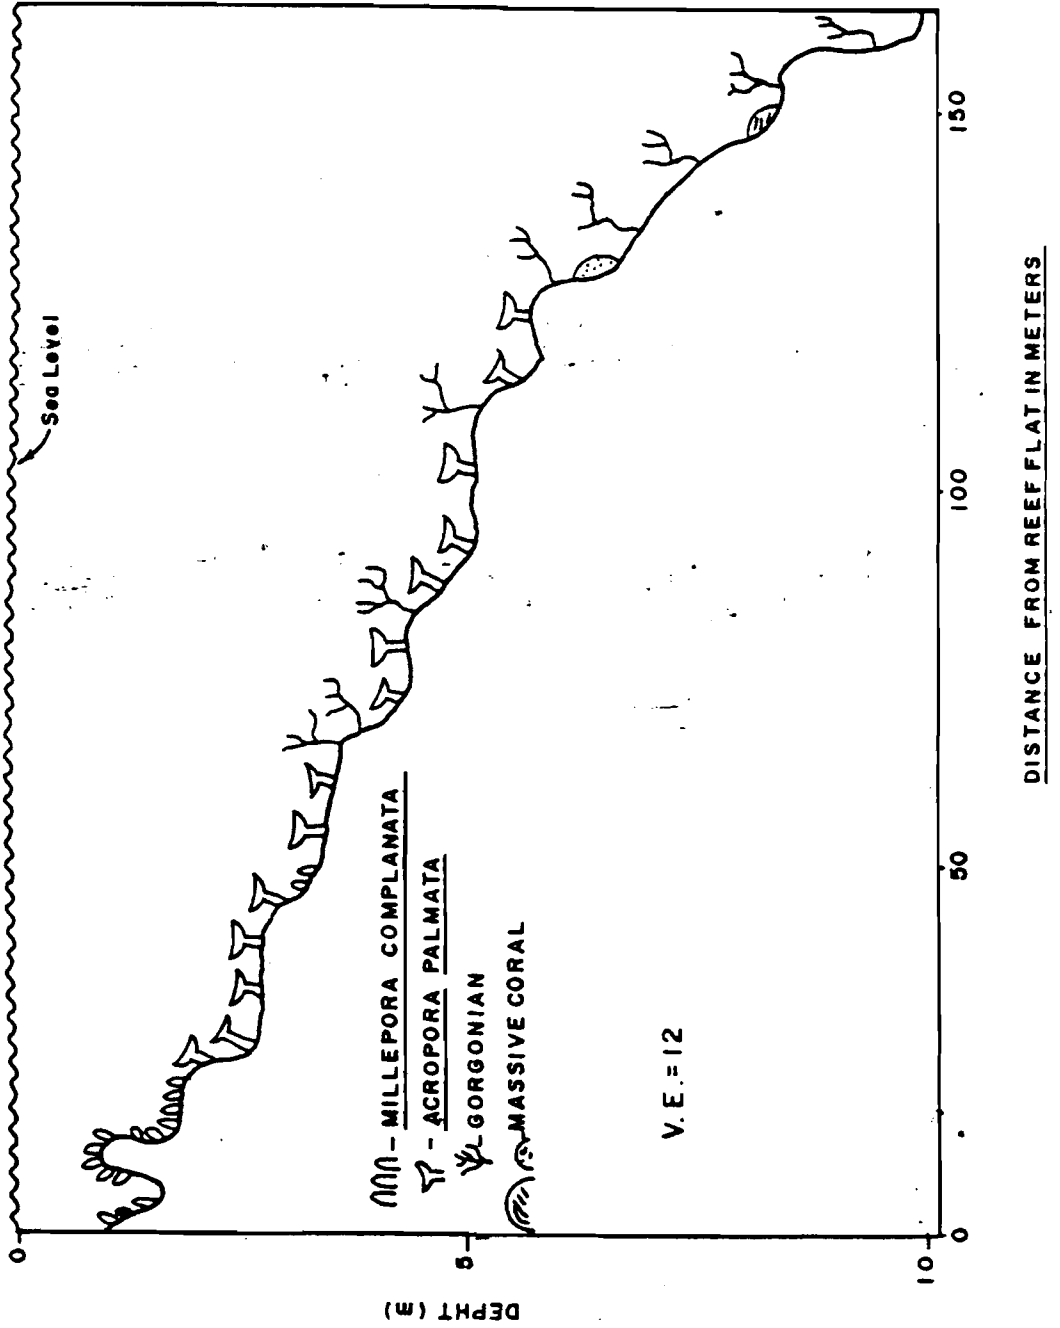 Sea Level
0
5
10
DEPHT (m)
MILLEPORA COMPLANATA
- ACROPORA PALMATA
GORGONIAN
MASSIVE CORAL
V.E.=12
0
50
100
150
DISTANCE FROM REEF FLAT IN METERS